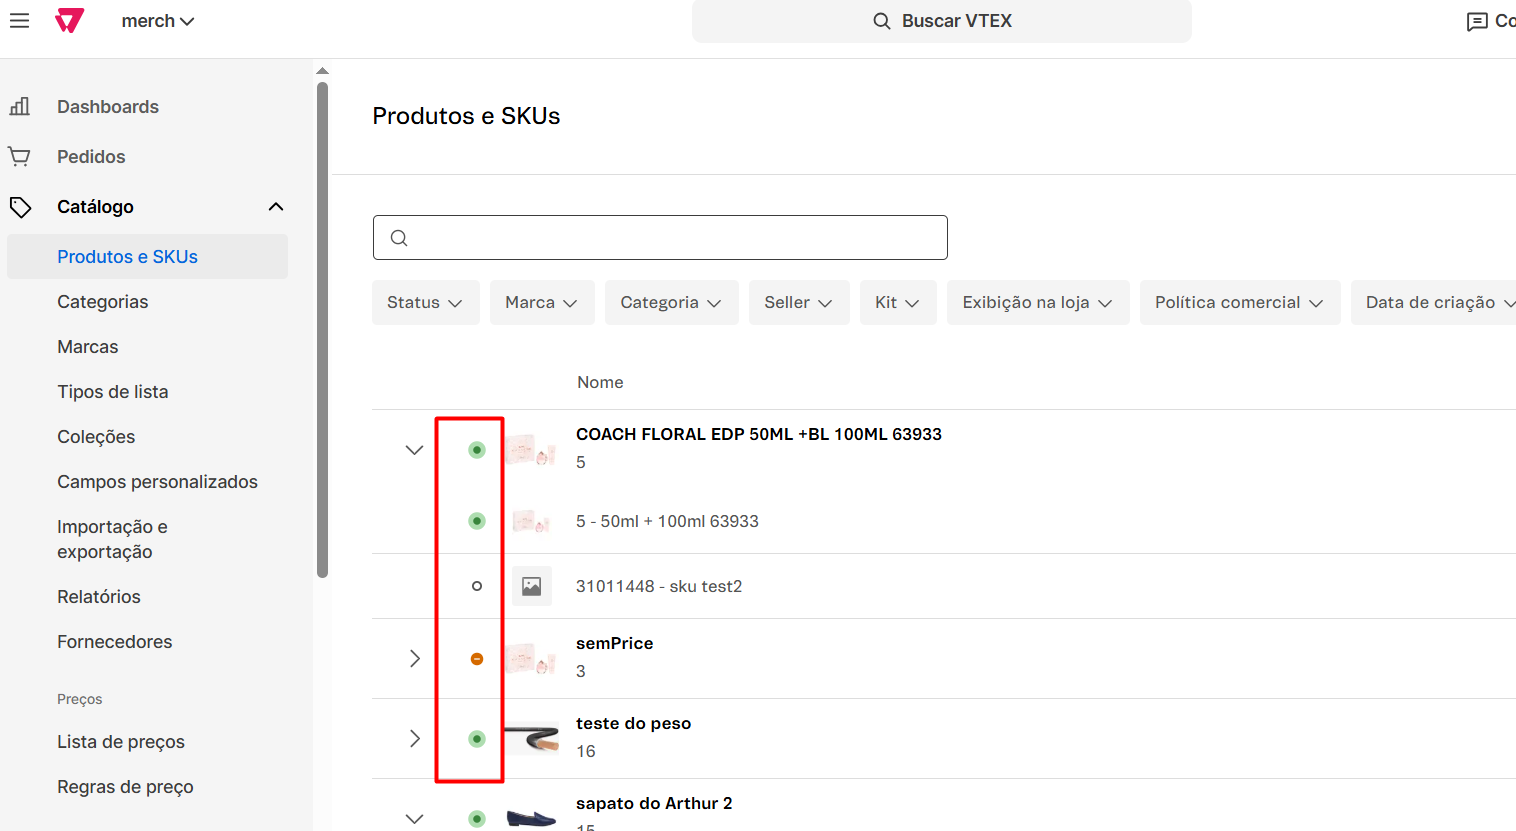 merch
Buscar VTEX
Co
Dashboards
Pedidos
Catálogo
Produtos e SKUs
Categorias
Marcas
Tipos de lista
Coleções
Campos personalizados
Importação e
exportação
Relatórios
Fornecedores
Preços
Lista de preços
Regras de preço
Produtos e SKUs
Status
Marca
Categoria
Seller
Kit
Exibição na loja
Política comercial
Data de criação
Nome
COACH FLORAL EDP 50ML +BL 100ML 63933
5
5 - 50ml + 100ml 63933
31011448 - sku test2
semPrice
3
teste do peso
16
sapato do Arthur 2
15